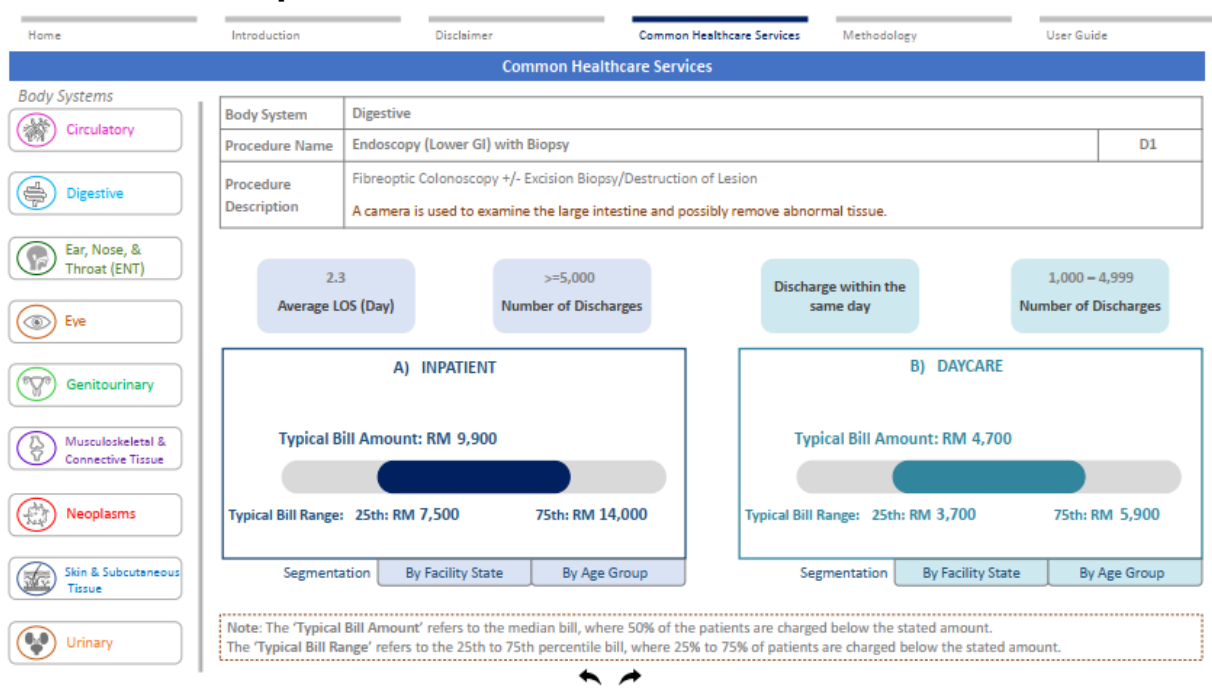 Home
Introduction
Disclaimer
Common Healthcare Services
Methodology
User Guide
Common Healthcare Services
Body Systems
Circulatory
Digestive
Ear, Nose, &
Throat (ENT)
Eye
Genitourinary
Musculoskeletal &
Connective Tissue
Neoplasms
Skin & Subcutaneous
Tissue
Urinary
Body System Digestive
Procedure Name Endoscopy (Lower GI) with Biopsy D1
Procedure
Description
Fibreoptic Colonoscopy +/- Excision Biopsy/Destruction of Lesion
A camera is used to examine the large intestine and possibly remove abnormal tissue.
2.3
Average LOS (Day)
>=5,000
Number of Discharges
Discharge within the
same day
1,000 – 4,999
Number of Discharges
A) INPATIENT
Typical Bill Amount: RM 9,900
Typical Bill Range: 25th: RM 7,500 75th: RM 14,000
Segmentation By Facility State By Age Group
B) DAYCARE
Typical Bill Amount: RM 4,700
Typical Bill Range: 25th: RM 3,700 75th: RM 5,900
Segmentation By Facility State By Age Group
Note: The ‘Typical Bill Amount’ refers to the median bill, where 50% of the patients are charged below the stated amount.
The ‘Typical Bill Range’ refers to the 25th to 75th percentile bill, where 25% to 75% of patients are charged below the stated amount.